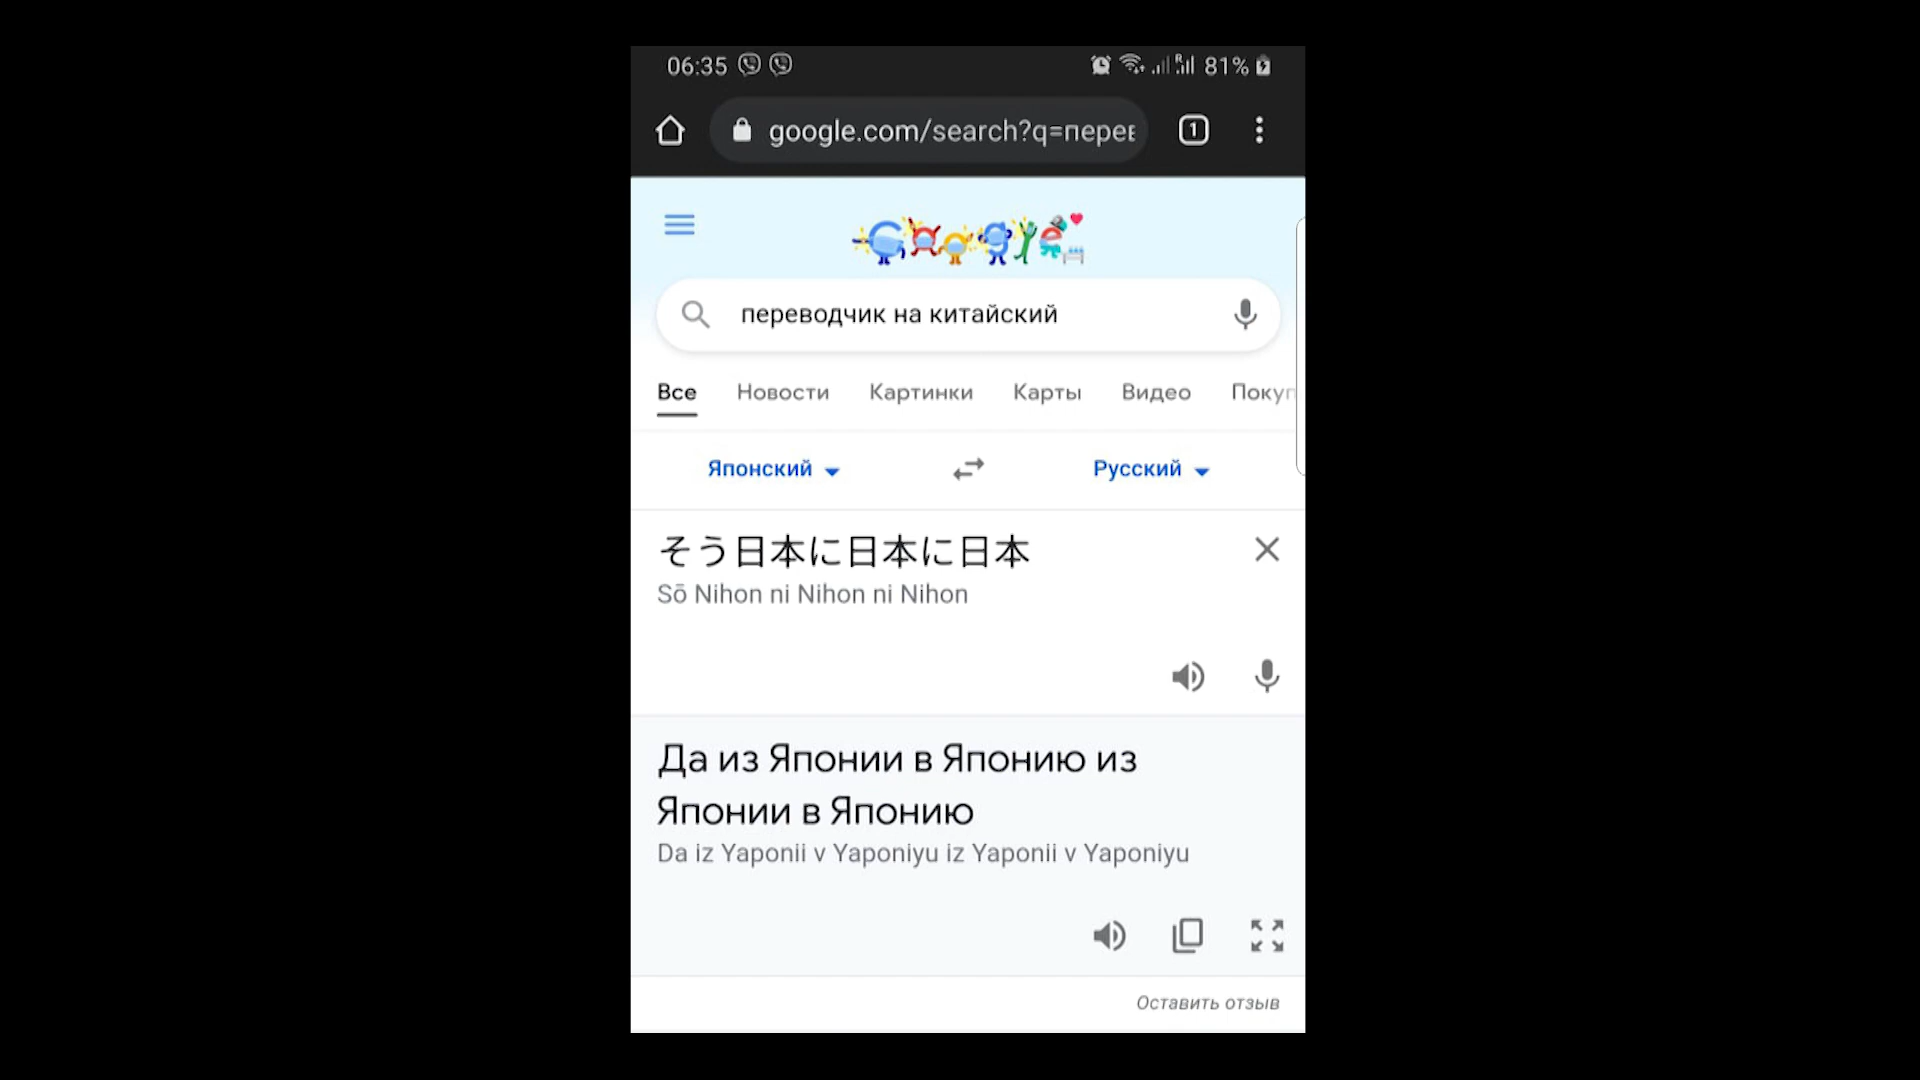 06:35 81%
google.com/search?q=перев
1
Google
переводчик на китайский
Все Новости Картинки Карты Видео Покуп
Японский Русский
そう日本に日本に日本
Sō Nihon ni Nihon ni Nihon
Да из Японии в Японию из
Японии в Японию
Da iz Yaponii v Yaponiyu iz Yaponii v Yaponiyu
Оставить отзыв